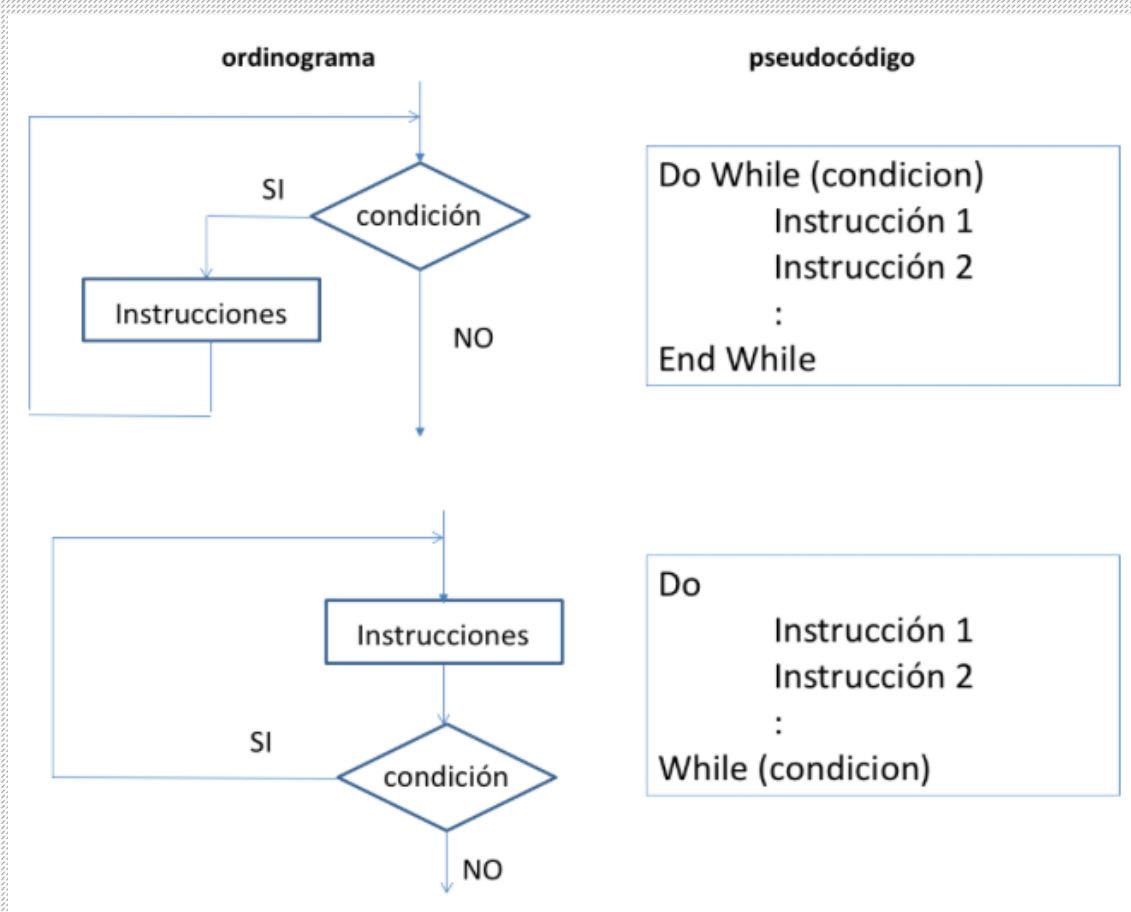 ordinograma
pseudocódigo
SI
condición
Instrucciones
NO
Do While (condicion)
Instrucción 1
Instrucción 2
:
End While
Instrucciones
SI
condición
NO
Do
Instrucción 1
Instrucción 2
:
While (condicion)